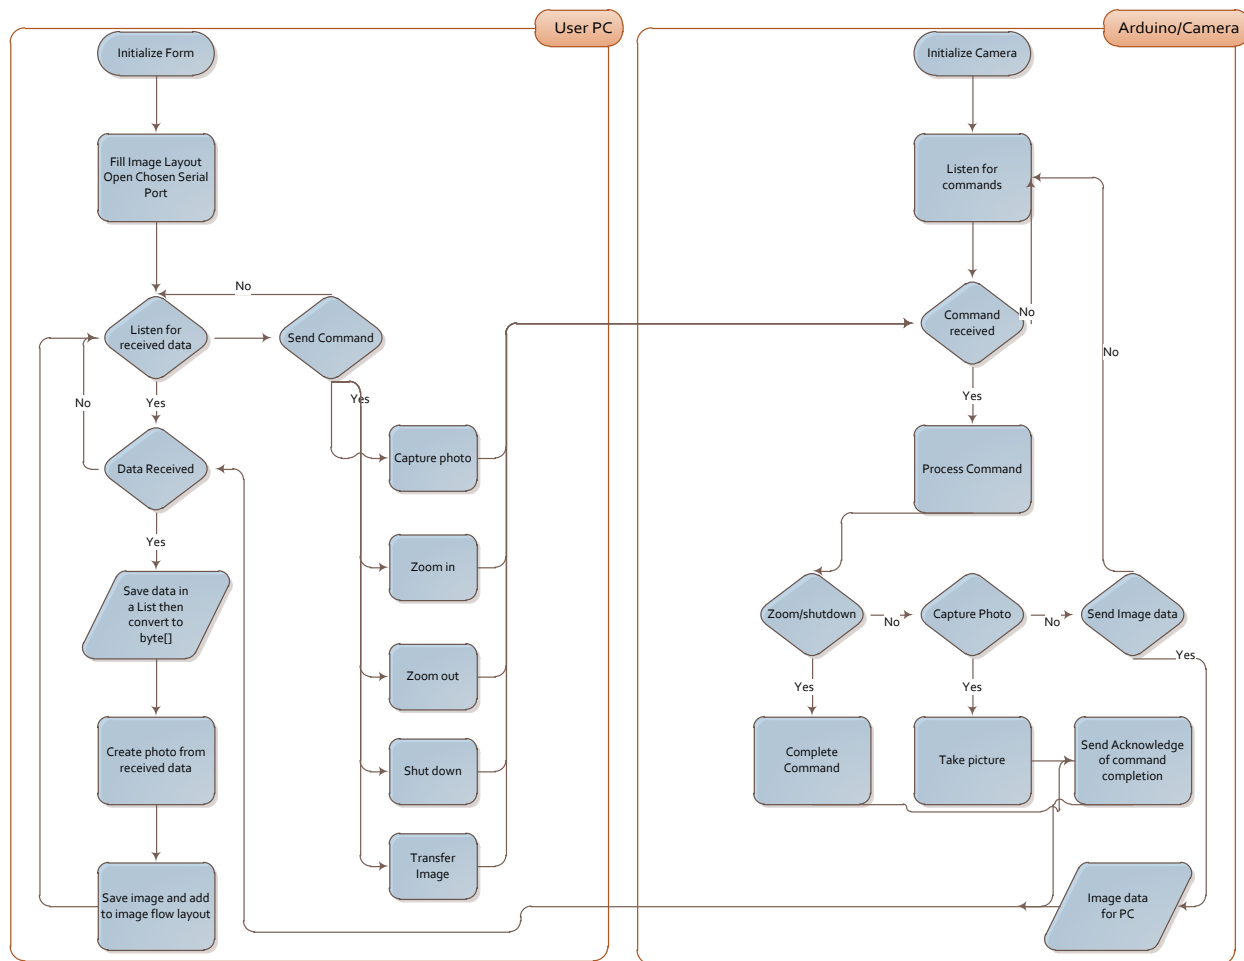 User PC
Initialize Form
Fill Image Layout
Open Chosen Serial
Port
No
Listen for
received data
Send Command
No
Yes
Yes
Data Received
Capture photo
Yes
Zoom in
Save data in
a List then
convert to
byte[]
Zoom out
Create photo from
received data
Shut down
Transfer
Image
Save image and add
to image flow layout
Arduino/Camera
Initialize Camera
Listen for
commands
Command
received
No
No
Yes
Process Command
Zoom/shutdown
No
Capture Photo
No
Send Image data
Yes
Yes
Yes
Complete
Command
Take picture
Send Acknowledge
of command
completion
Image data
for PC